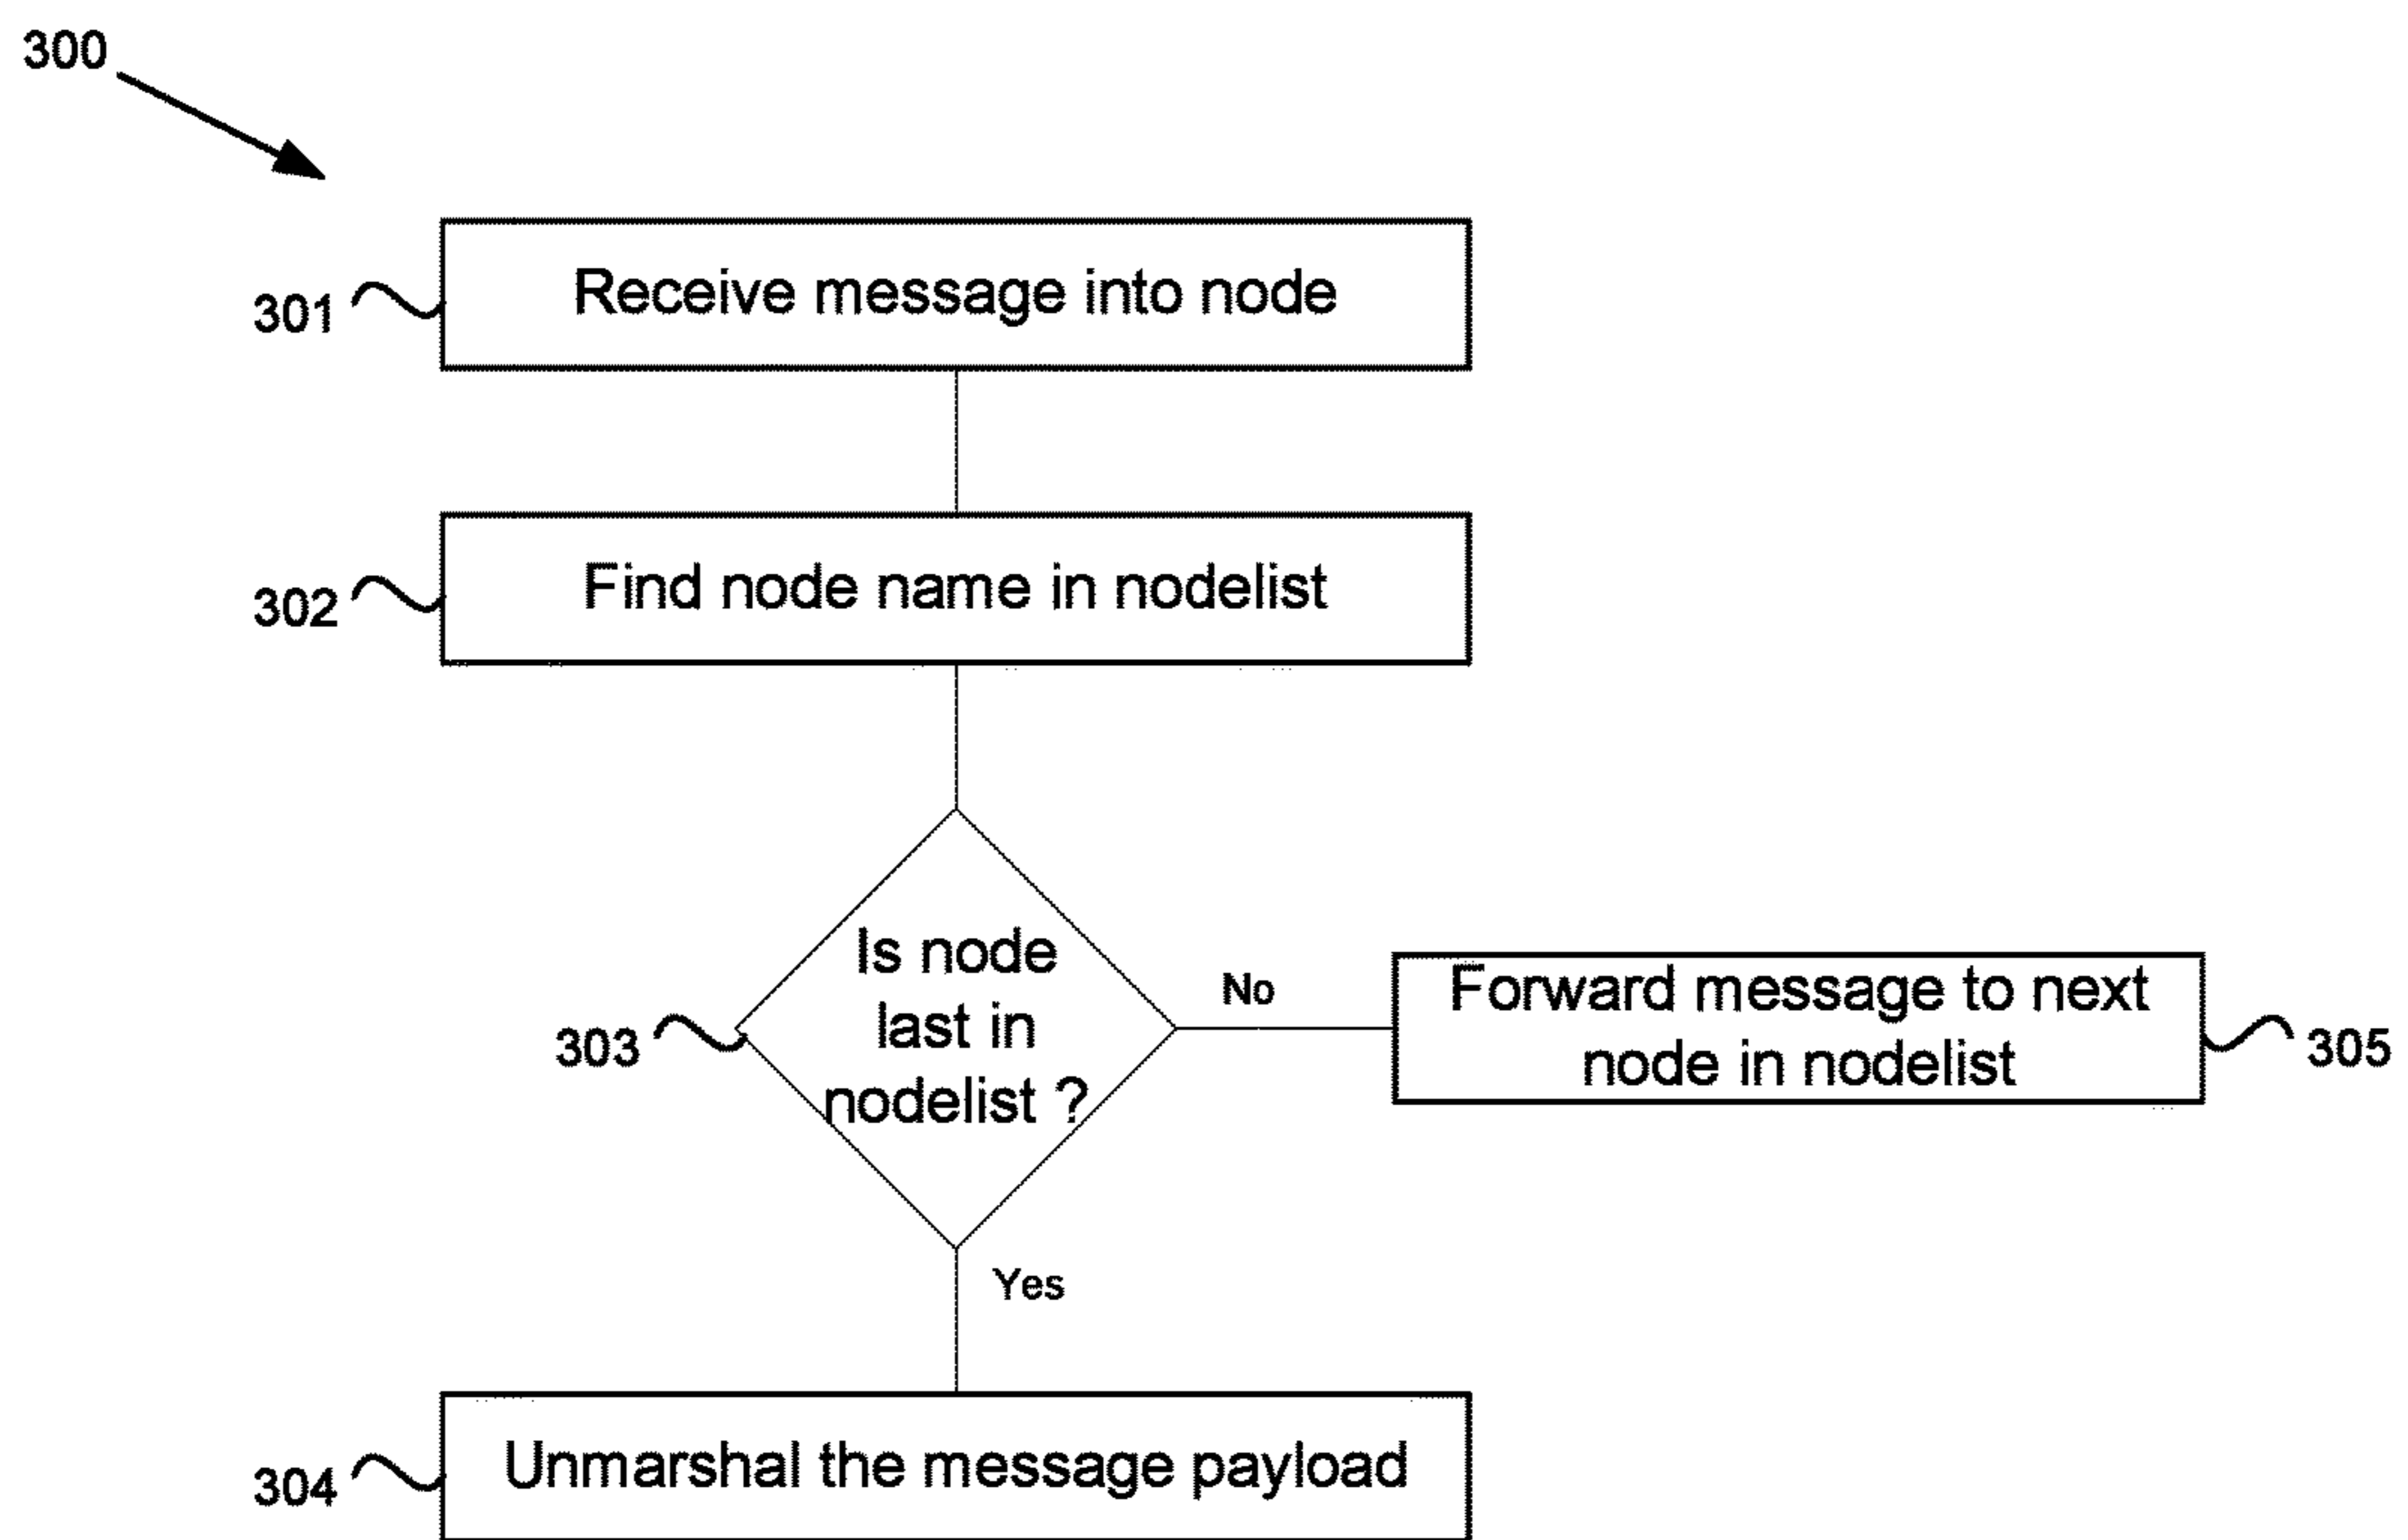 300
301
Receive message into node
302
Find node name in nodelist
303
Is node
last in
nodelist ?
No
Forward message to next
node in nodelist
305
Yes
304
Unmarshal the message payload